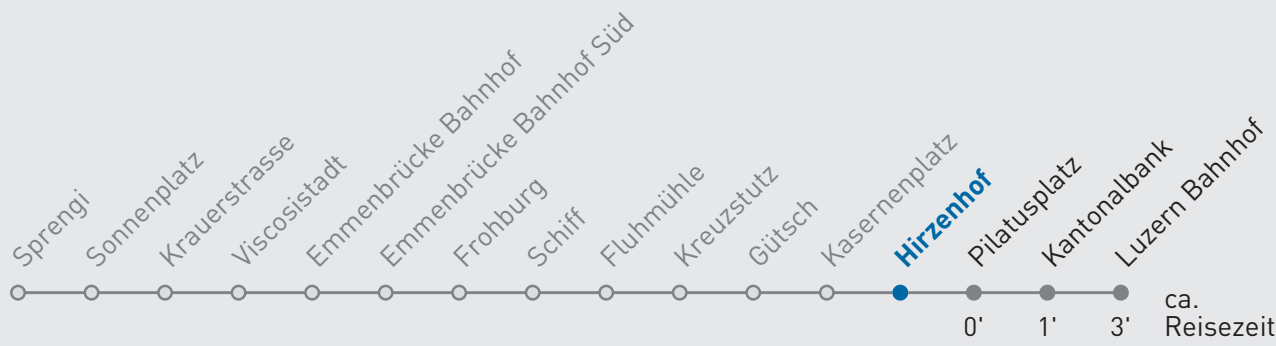 Sprengi
Sonnenplatz
Krauerstrasse
Viscosistadt
Emmenbrücke Bahnhof
Emmenbrücke Bahnhof Süd
Frohburg
Schiff
Fluhmühle
Kreuzstutz
Gütsch
Kasernenplatz
Hirzenhof
Pilatusplatz
Kantonalbank
Luzern Bahnhof
ca.
0' 1' 3' Reisezeit